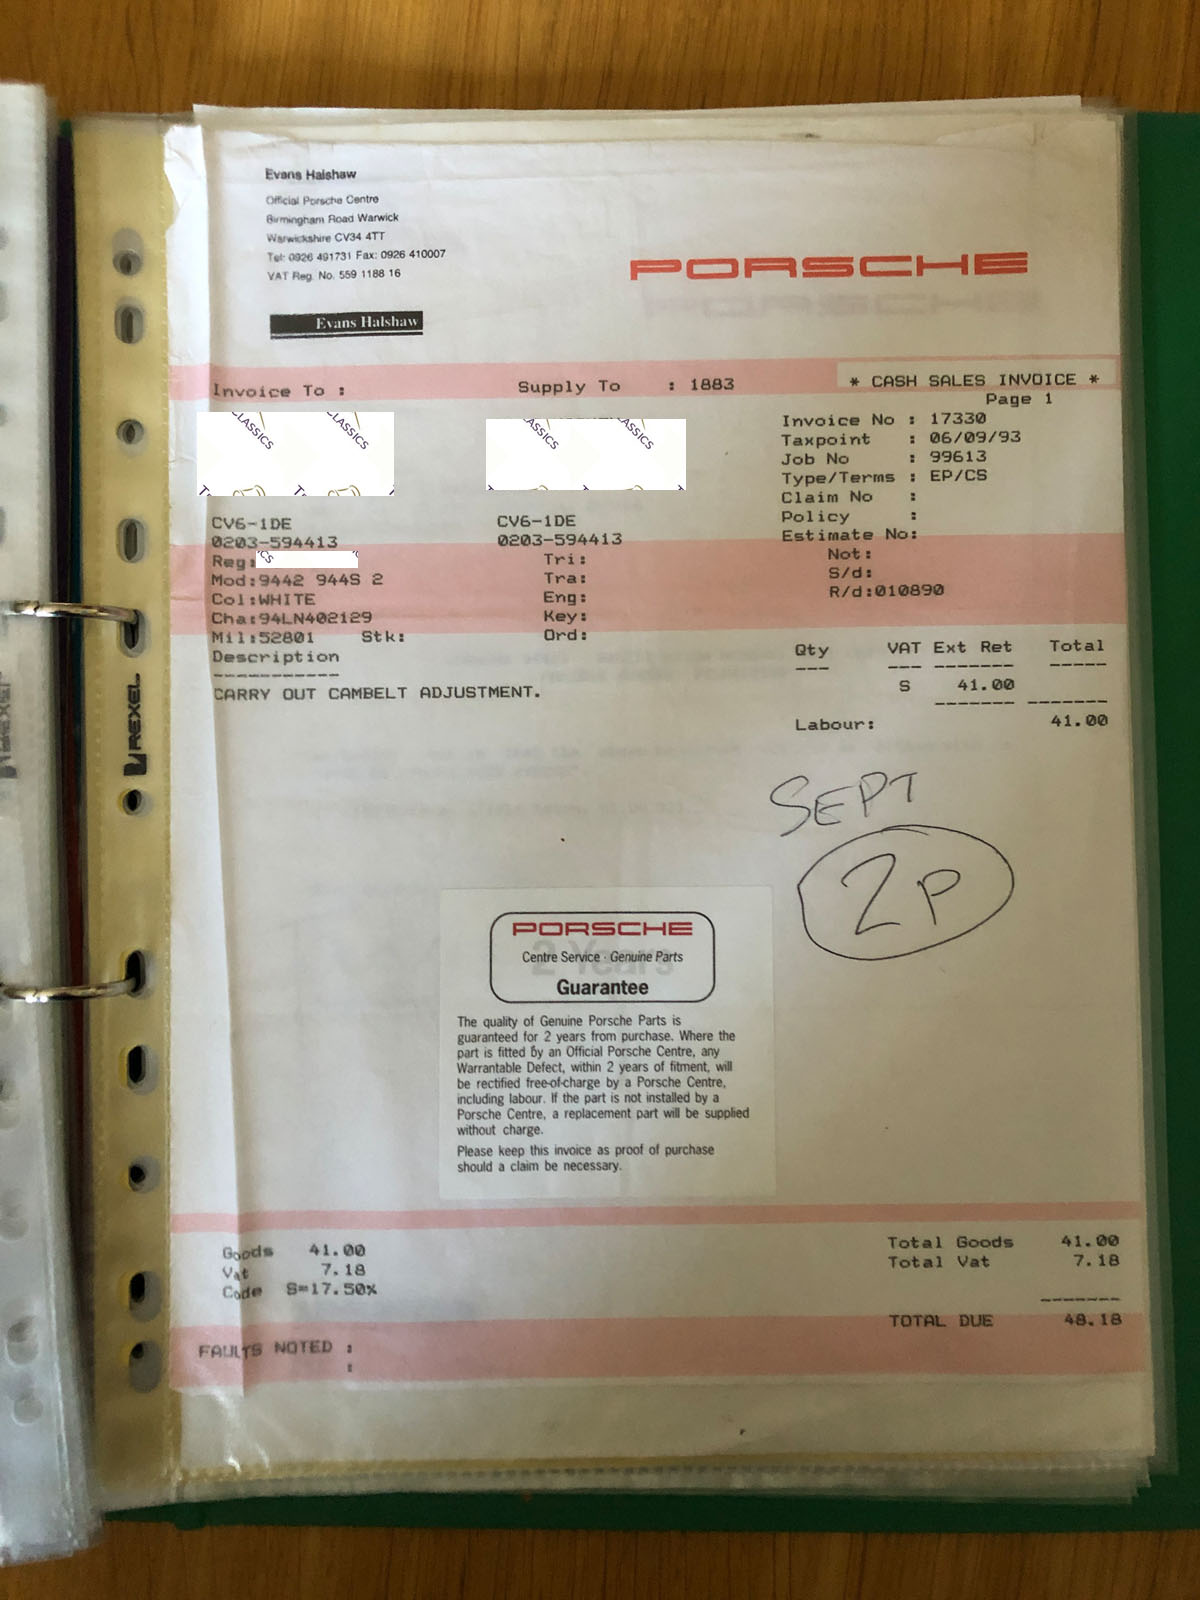 Evans Halshaw
Official Porsche Centre
Birmingham Road Warwick
Warwickshire CV34 4TT
Tel: 0926 491731 Fax: 0926 410007
VAT Reg. No. 559 1188 16
PORSCHE
Evans Halshaw
Invoice To : Supply To : 1883 * CASH SALES INVOICE *
Page 1
Invoice No : 17330
Taxpoint : 06/09/93
Job No : 99613
Type/Terms : EP/CS
Claim No :
Policy :
Estimate No:
Not:
S/d:
R/d:010890
CLASSICS CLASSICS
ASSICS ASSICS
CV6-1DE CV6-1DE
0203-594413 0203-594413
Reg: CS Tri:
Mod:9442 944S 2 Tra:
Col:WHITE Eng:
Cha:94LN402129 Key:
Mil:52801 Stk: Ord:
Description Qty VAT Ext Ret Total
CARRY OUT CAMBELT ADJUSTMENT. S 41.00
Labour: 41.00
REXEL
SEPT
2P
PORSCHE
Centre Service · Genuine Parts
2 Years
Guarantee
The quality of Genuine Porsche Parts is
guaranteed for 2 years from purchase. Where the
part is fitted by an Official Porsche Centre, any
Warrantable Defect, within 2 years of fitment, will
be rectified free-of-charge by a Porsche Centre,
including labour. If the part is not installed by a
Porsche Centre, a replacement part will be supplied
without charge.
Please keep this invoice as proof of purchase
should a claim be necessary.
Goods 41.00 Total Goods 41.00
Vat 7.18 Total Vat 7.18
Code S=17.50%
TOTAL DUE 48.18
FAULTS NOTED :
: